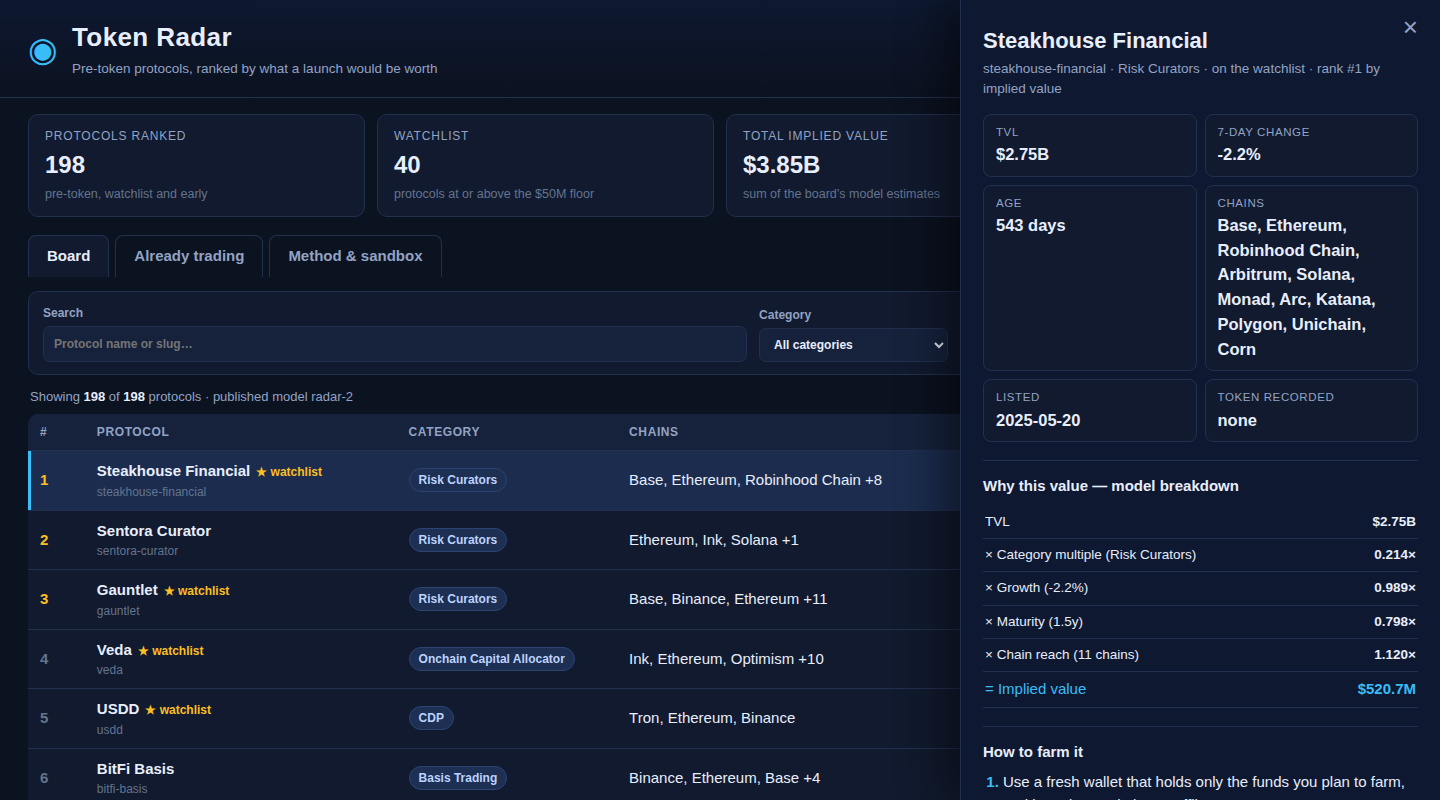 Token Radar
Pre-token protocols, ranked by what a launch would be worth
PROTOCOLS RANKED
198
pre-token, watchlist and early
WATCHLIST
40
protocols at or above the $50M floor
TOTAL IMPLIED VALUE
$3.85B
sum of the board's model estimates
Board
Already trading
Method & sandbox
Search
Protocol name or slug…
Category
All categories
Showing 198 of 198 protocols · published model radar-2
# PROTOCOL CATEGORY CHAINS
1 Steakhouse Financial ★ watchlist Risk Curators Base, Ethereum, Robinhood Chain +8
steakhouse-financial
2 Sentora Curator Risk Curators Ethereum, Ink, Solana +1
sentora-curator
3 Gauntlet ★ watchlist Risk Curators Base, Binance, Ethereum +11
gauntlet
4 Veda ★ watchlist Onchain Capital Allocator Ink, Ethereum, Optimism +10
veda
5 USDD ★ watchlist CDP Tron, Ethereum, Binance
usdd
6 BitFi Basis Basis Trading Binance, Ethereum, Base +4
bitfi-basis
×
Steakhouse Financial
steakhouse-financial · Risk Curators · on the watchlist · rank #1 by
implied value
TVL
$2.75B
7-DAY CHANGE
-2.2%
AGE
543 days
CHAINS
Base, Ethereum,
Robinhood Chain,
Arbitrum, Solana,
Monad, Arc, Katana,
Polygon, Unichain,
Corn
LISTED
2025-05-20
TOKEN RECORDED
none
Why this value — model breakdown
TVL $2.75B
× Category multiple (Risk Curators) 0.214×
× Growth (-2.2%) 0.989×
× Maturity (1.5y) 0.798×
× Chain reach (11 chains) 1.120×
= Implied value $520.7M
How to farm it
1. Use a fresh wallet that holds only the funds you plan to farm,